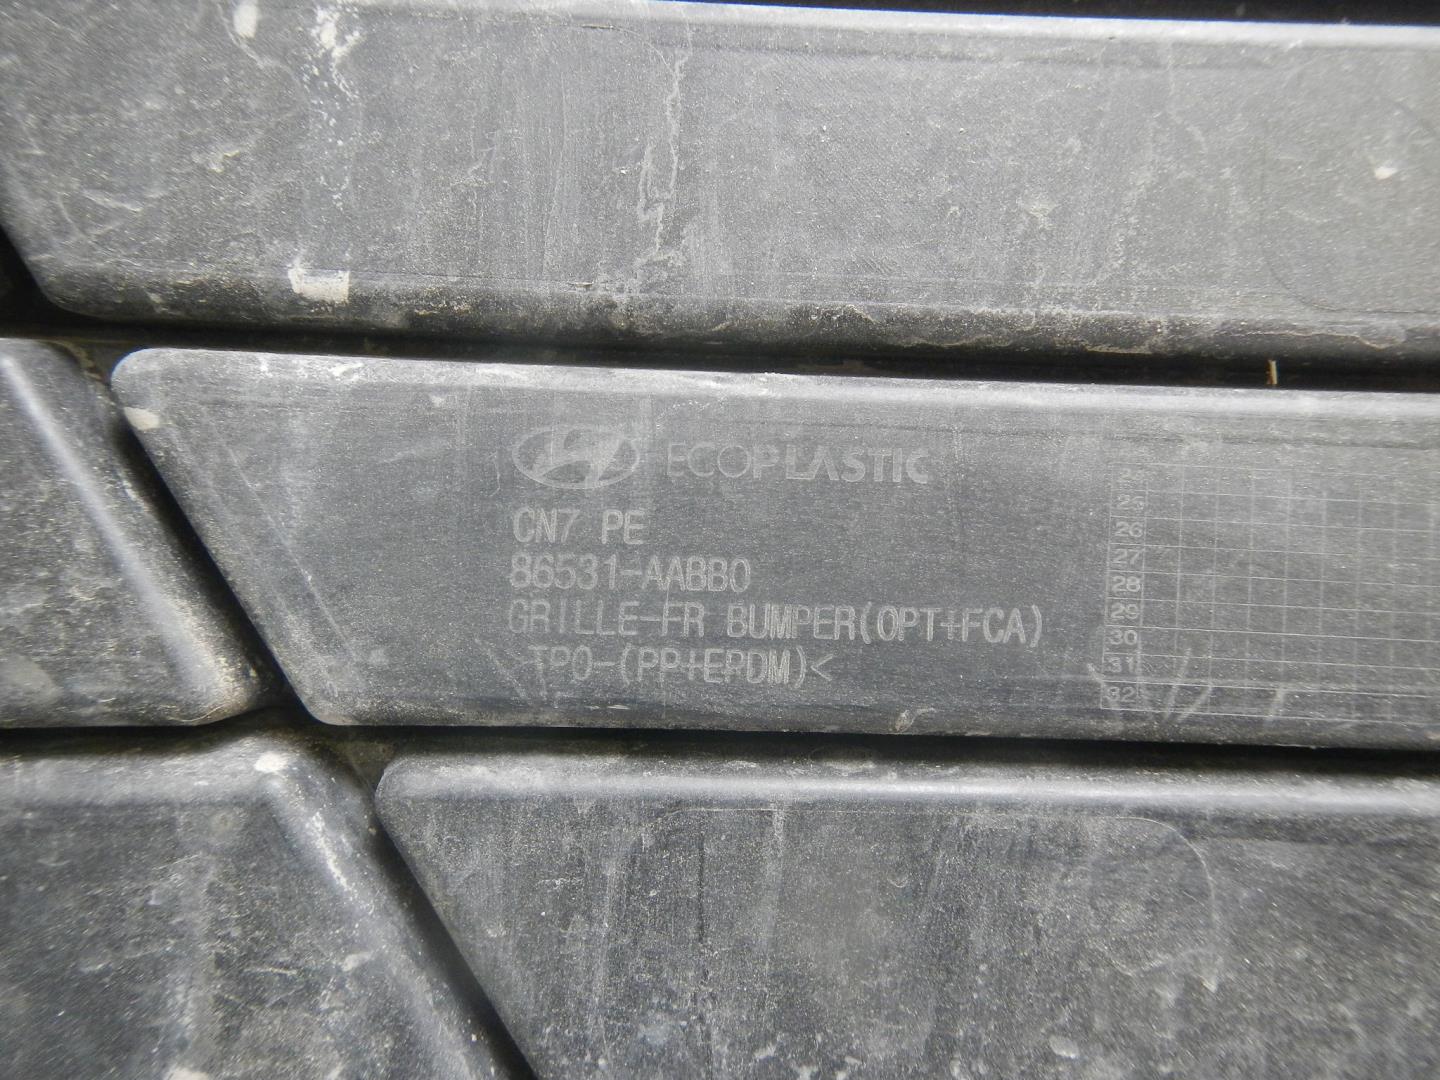 ECOPLASTIC
CN7 PE
86531-AABB0
GRILLE-FR BUMPER(OPT+FCA)
TPO-(PP+EPDM)<
25
26
27
28
29
30
31
32